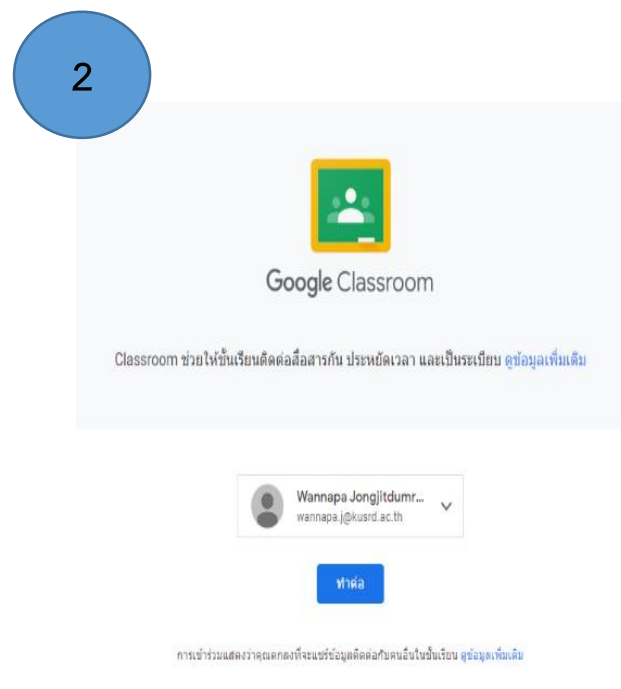 2
Google Classroom
Classroom ช่วยให้ชั้นเรียนติดต่อสื่อสารกัน ประหยัดเวลา และเป็นระเบียบ ดูข้อมูลเพิ่มเติม
Wannapa Jongjitdumr...
wannapa.j@kusrd.ac.th
ทำต่อ
การเข้าร่วมแสดงว่าคุณตกลงที่จะแชร์ข้อมูลติดต่อกับคนอื่นในชั้นเรียน ดูข้อมูลเพิ่มเติม